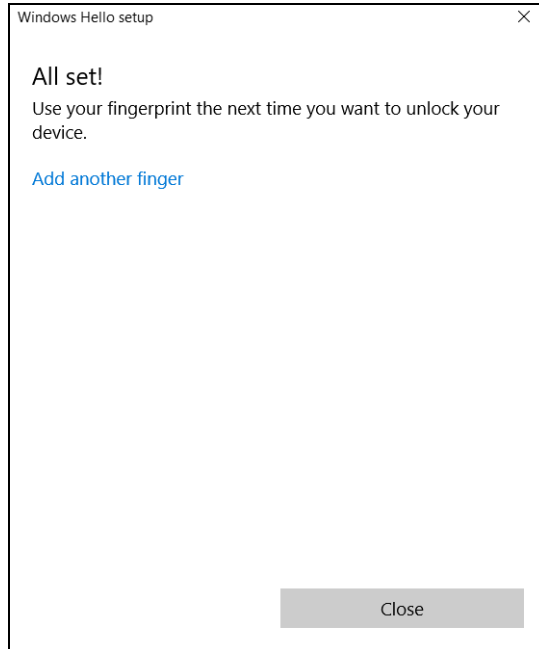 Windows Hello setup
All set!
Use your fingerprint the next time you want to unlock your
device.
Add another finger
Close